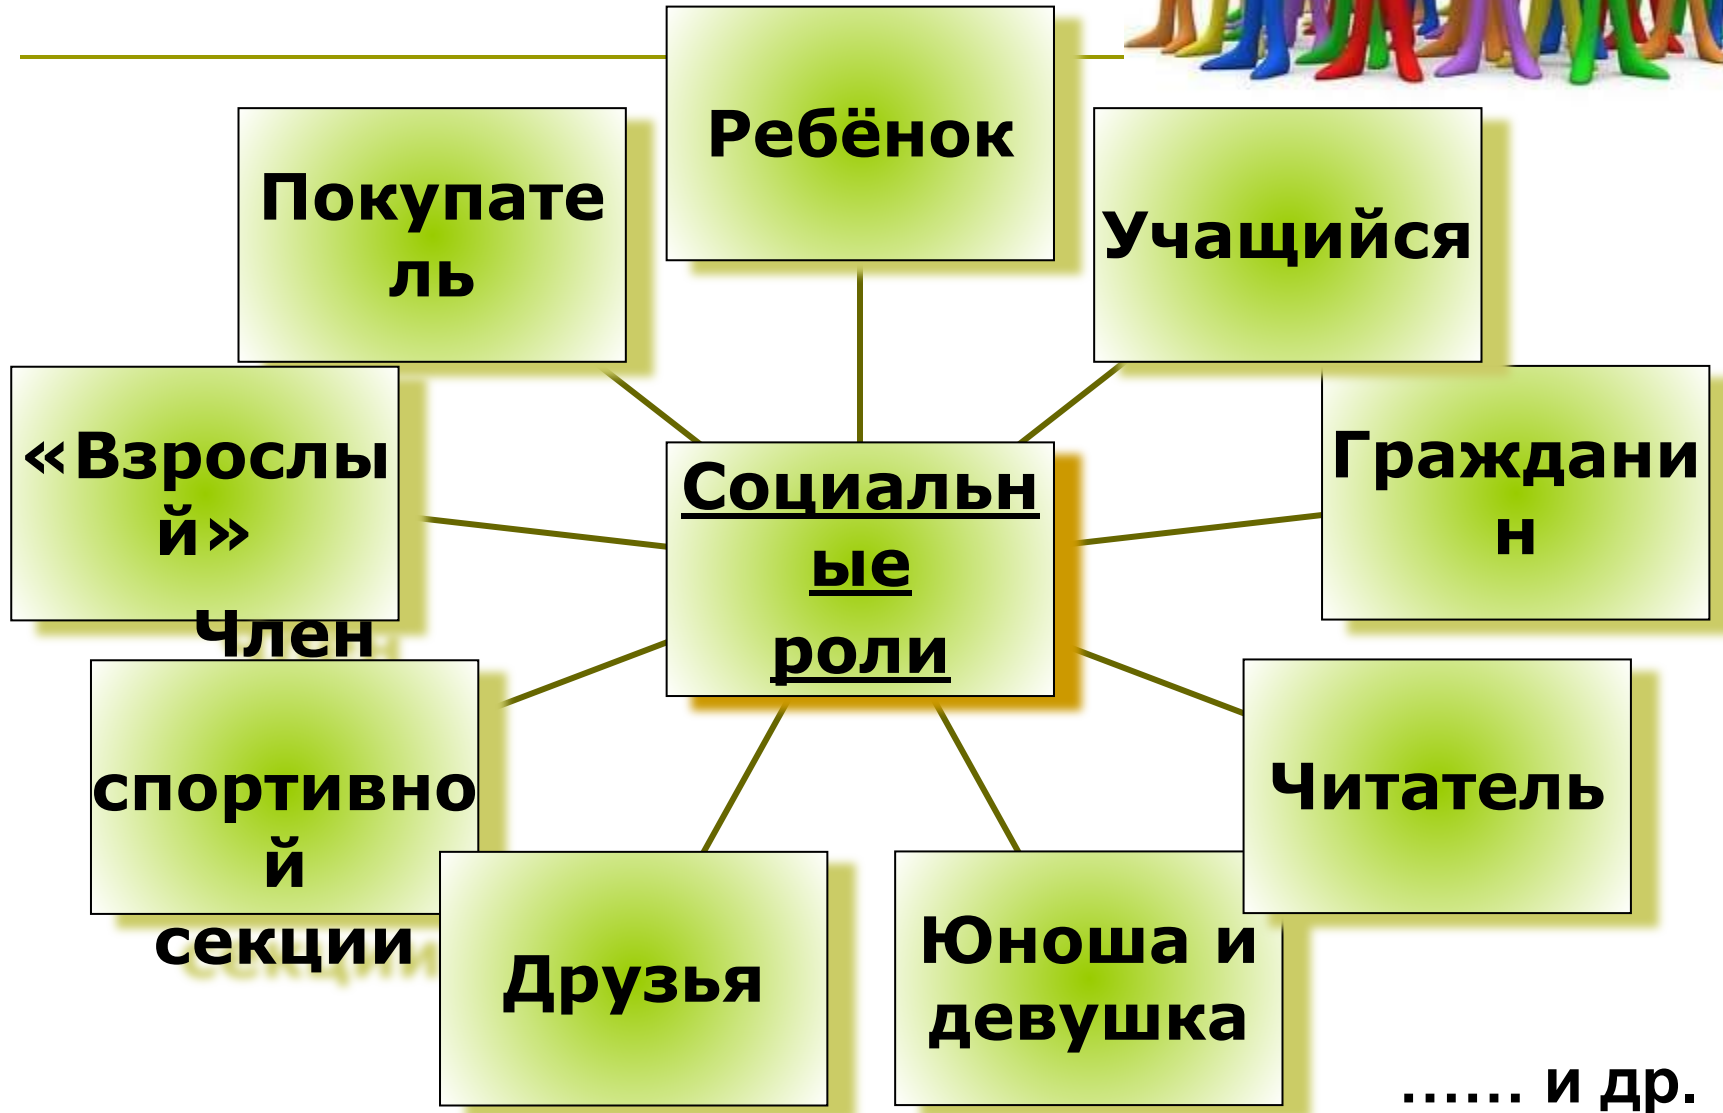 Ребёнок
Покупате
ль
Учащийся
«Взрослы
й»
Социальн
ые
роли
Граждани
н
Член
спортивно
й
секции
Читатель
Друзья
Юноша и
девушка
...... и др.